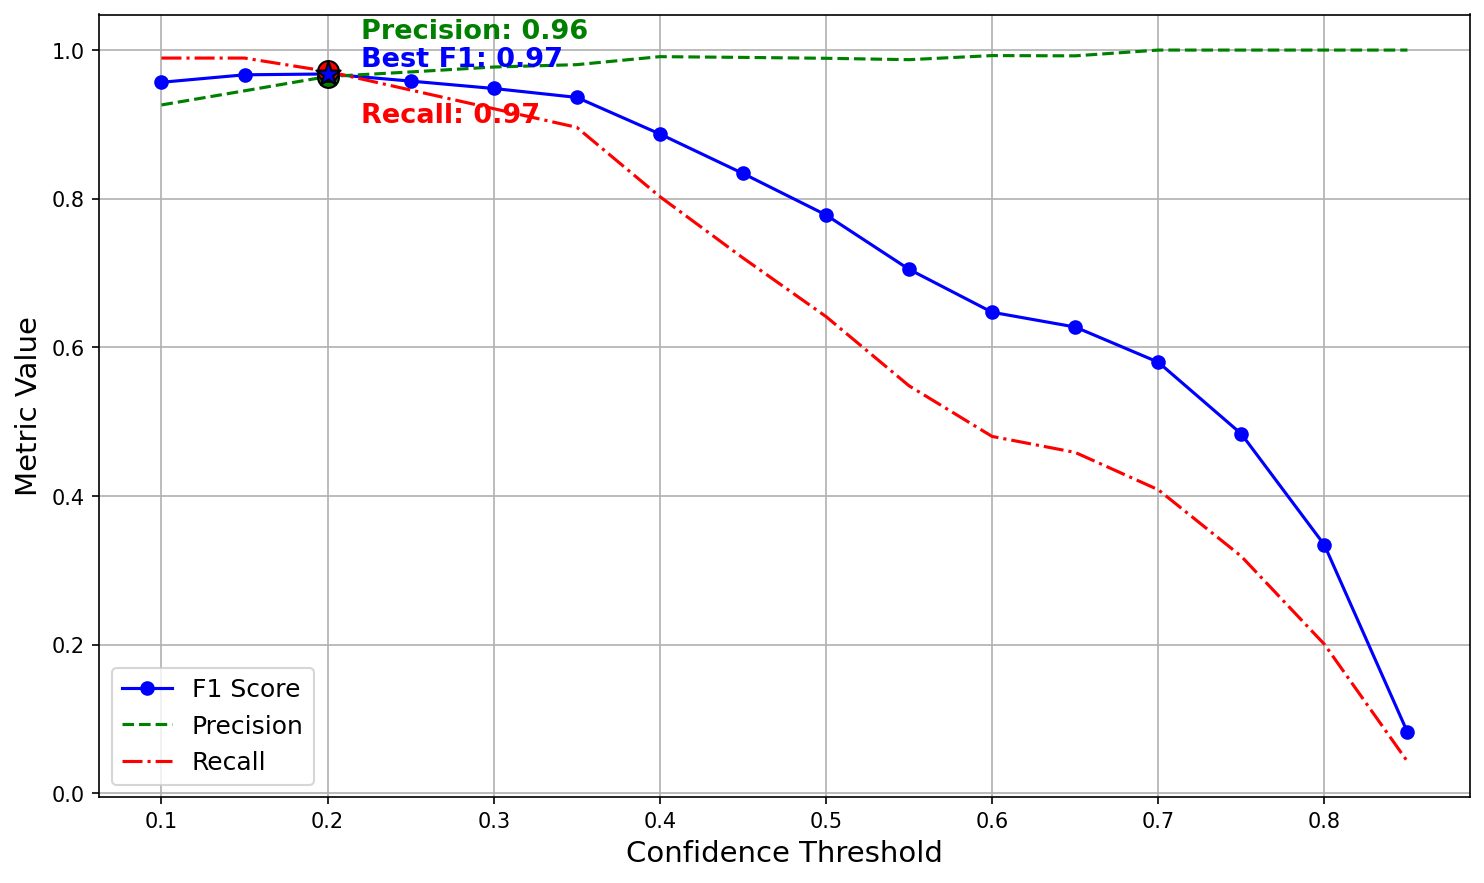 Precision: 0.96
Best F1: 0.97
Recall: 0.97
1.0
0.8
0.6
0.4
0.2
0.0
Metric Value
F1 Score
Precision
Recall
0.1 0.2 0.3 0.4 0.5 0.6 0.7 0.8
Confidence Threshold